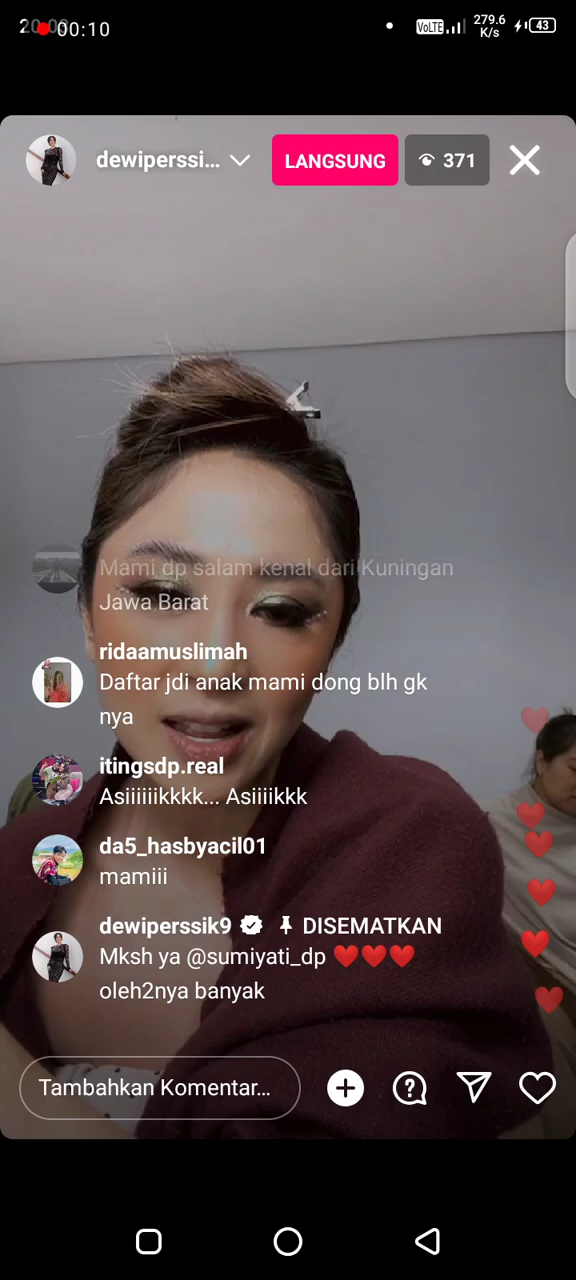 00:10
VoLTE
279.6
K/s
43
dewiperssi...
LANGSUNG
371
Mami dp salam kenal dari Kuningan
Jawa Barat
ridaamuslimah
Daftar jdi anak mami dong blh gk
nya
itingsdp.real
Asiiiiiikkkk... Asiiiikkk
da5_hasbyacil01
mamiii
dewiperssik9 DISEMATKAN
Mksh ya @sumiyati_dp ❤️❤️❤️
oleh2nya banyak
Tambahkan Komentar...